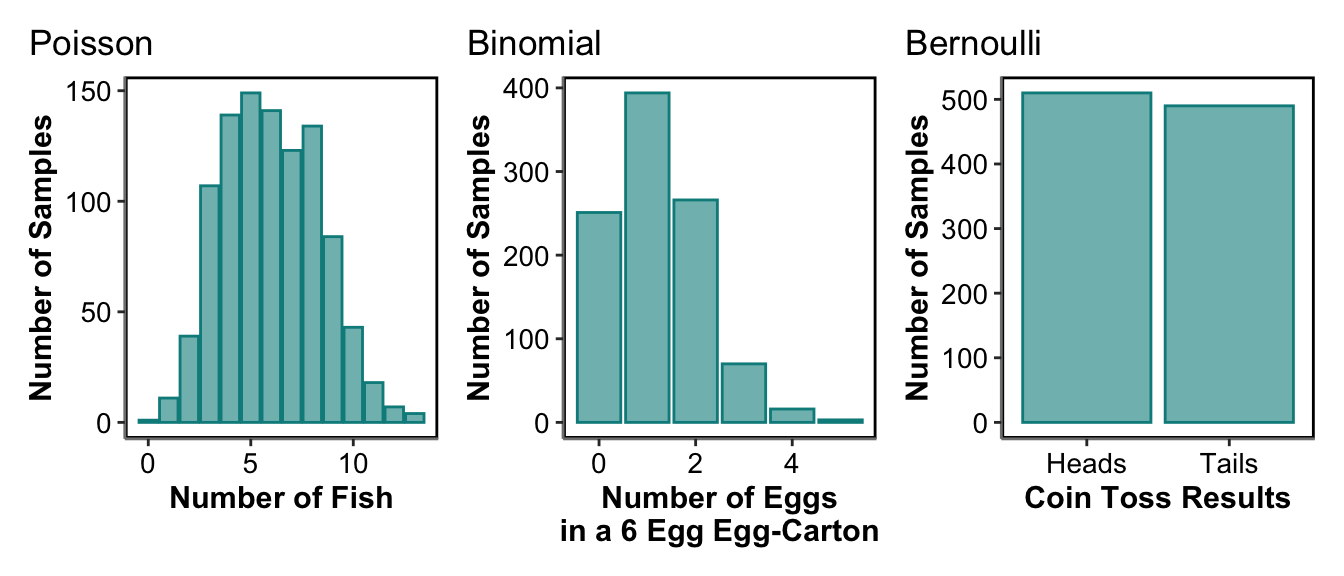 Poisson
Number of Samples
150
100
50
0
0 5 10
Number of Fish
Binomial
Number of Samples
400
300
200
100
0
0 2 4
Number of Eggs
in a 6 Egg Egg-Carton
Bernoulli
Number of Samples
500
400
300
200
100
0
Heads Tails
Coin Toss Results